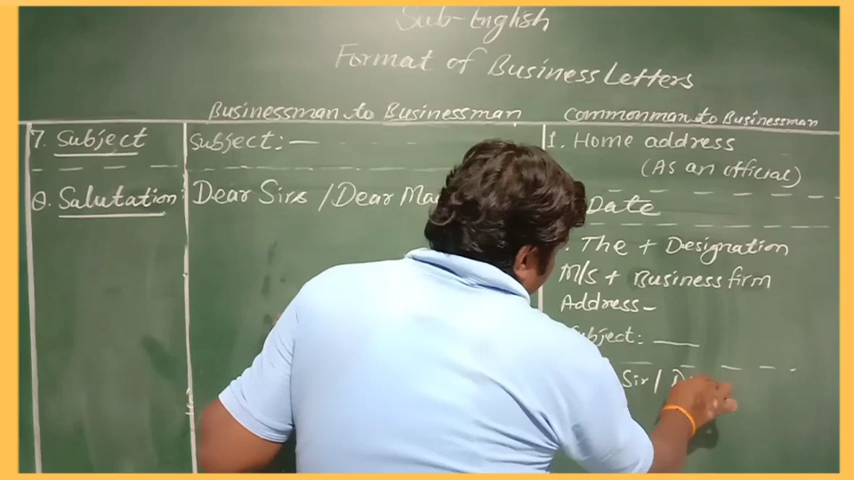 Sub-English
Format of Business Letters
Businessman to Businessman
commonman to Businessman
7. Subject
Subject:—
8. Salutation
Dear Sirs / Dear
1. Home address
(As an official)
Date
The + Designation
M/s + Business firm
Address-
Subject: —
Sir /